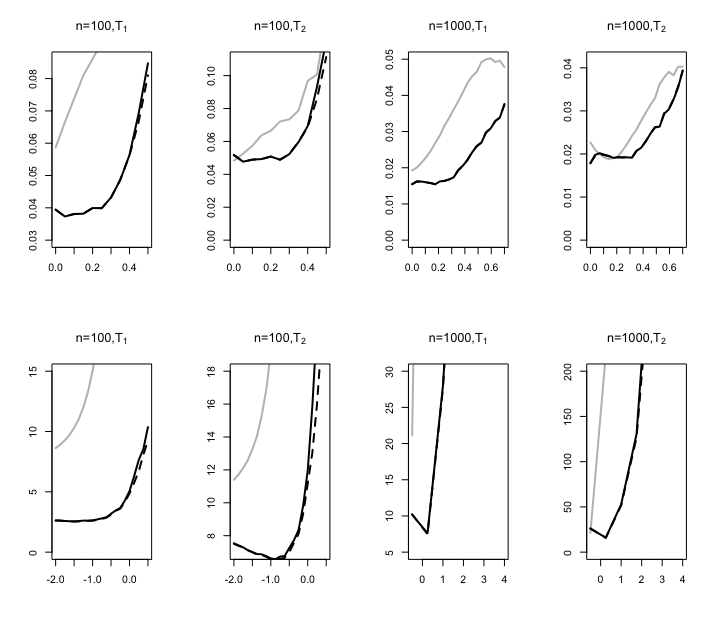 n=100,T₁
n=100,T₂
n=1000,T₁
n=1000,T₂
0.03 0.04 0.05 0.06 0.07 0.08
0.0 0.2 0.4
0.00 0.02 0.04 0.06 0.08 0.10
0.0 0.2 0.4
0.00 0.01 0.02 0.03 0.04 0.05
0.0 0.2 0.4 0.6
0.00 0.01 0.02 0.03 0.04
0.0 0.2 0.4 0.6
n=100,T₁
n=100,T₂
n=1000,T₁
n=1000,T₂
0 5 10 15
-2.0 -1.0 0.0
8 10 12 14 16 18
-2.0 -1.0 0.0
5 10 15 20 25 30
0 1 2 3 4
0 50 100 150 200
0 1 2 3 4